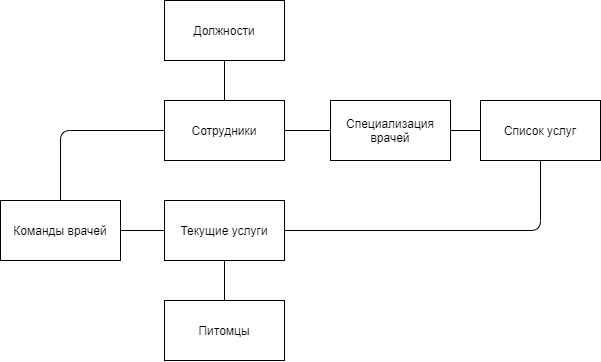 Должности
Сотрудники
Специализация
врачей
Список услуг
Команды врачей
Текущие услуги
Питомцы